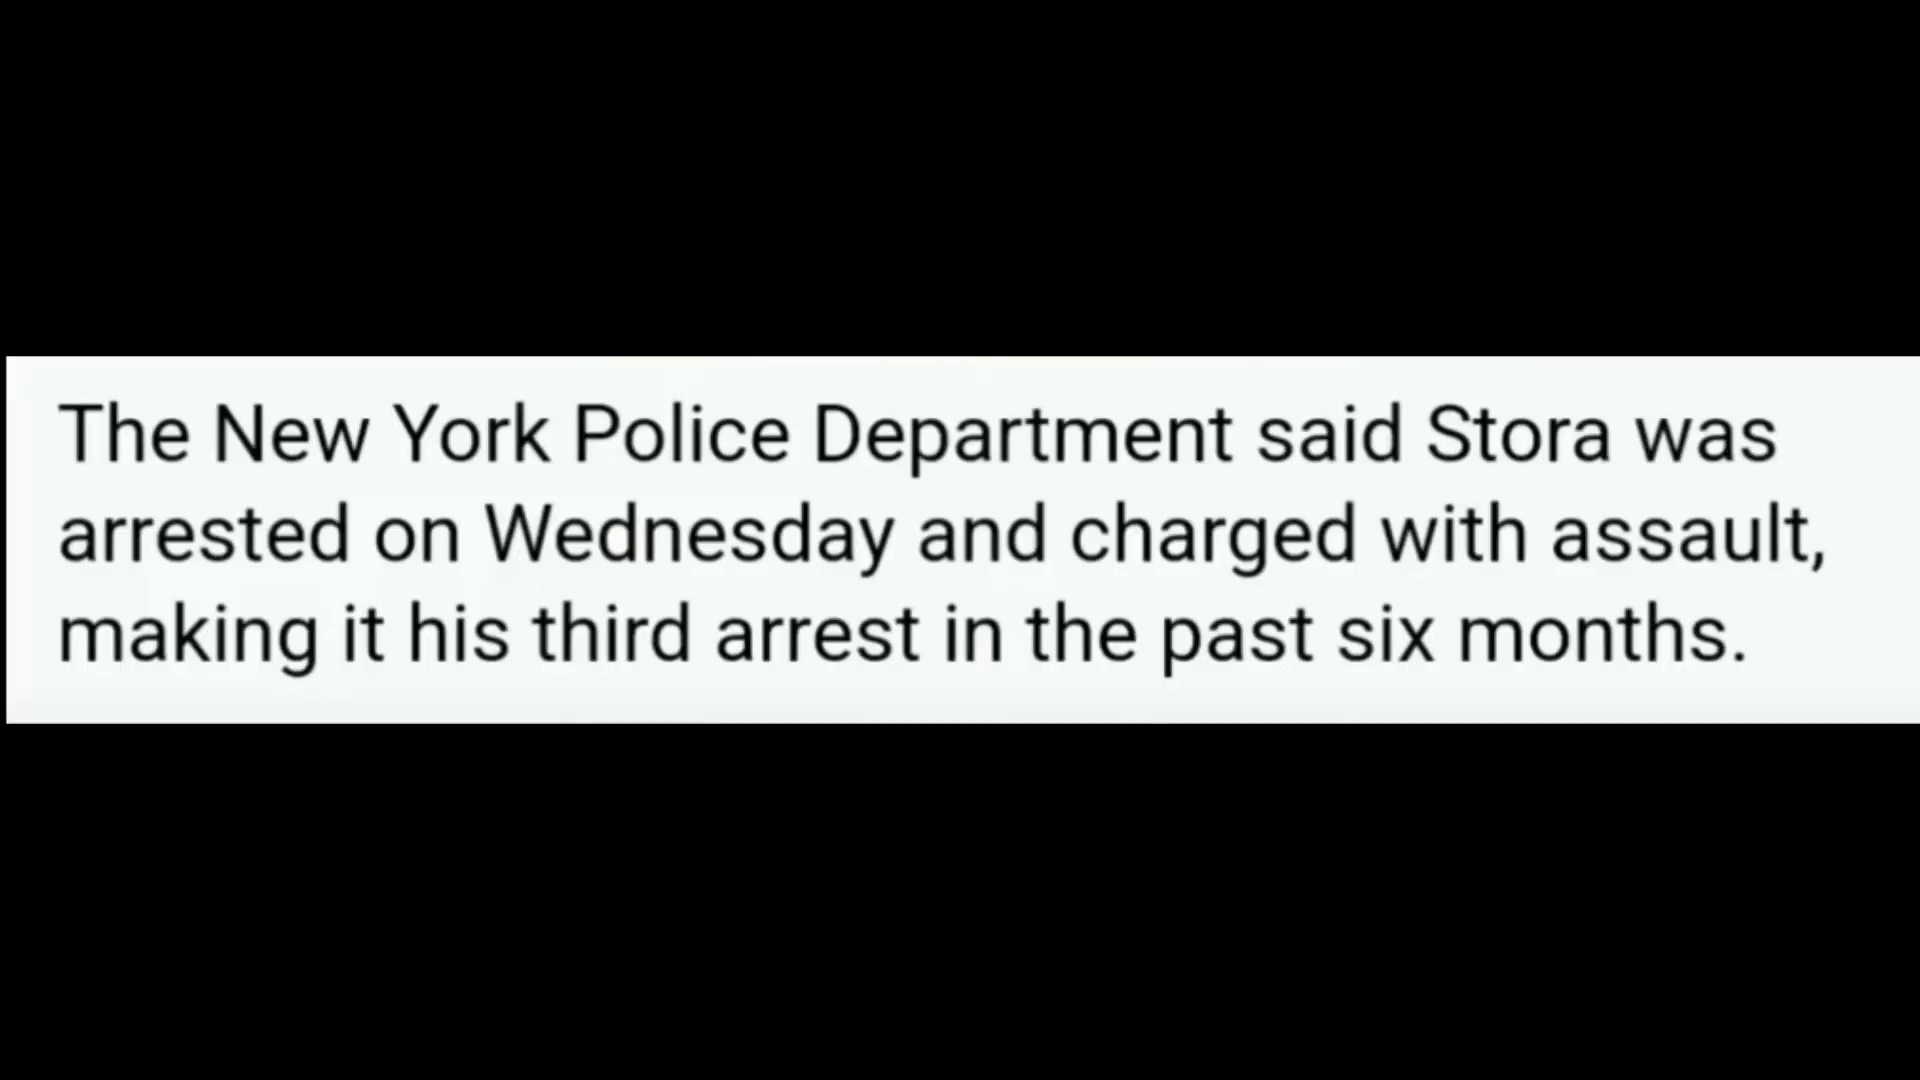 The New York Police Department said Stora was
arrested on Wednesday and charged with assault,
making it his third arrest in the past six months.